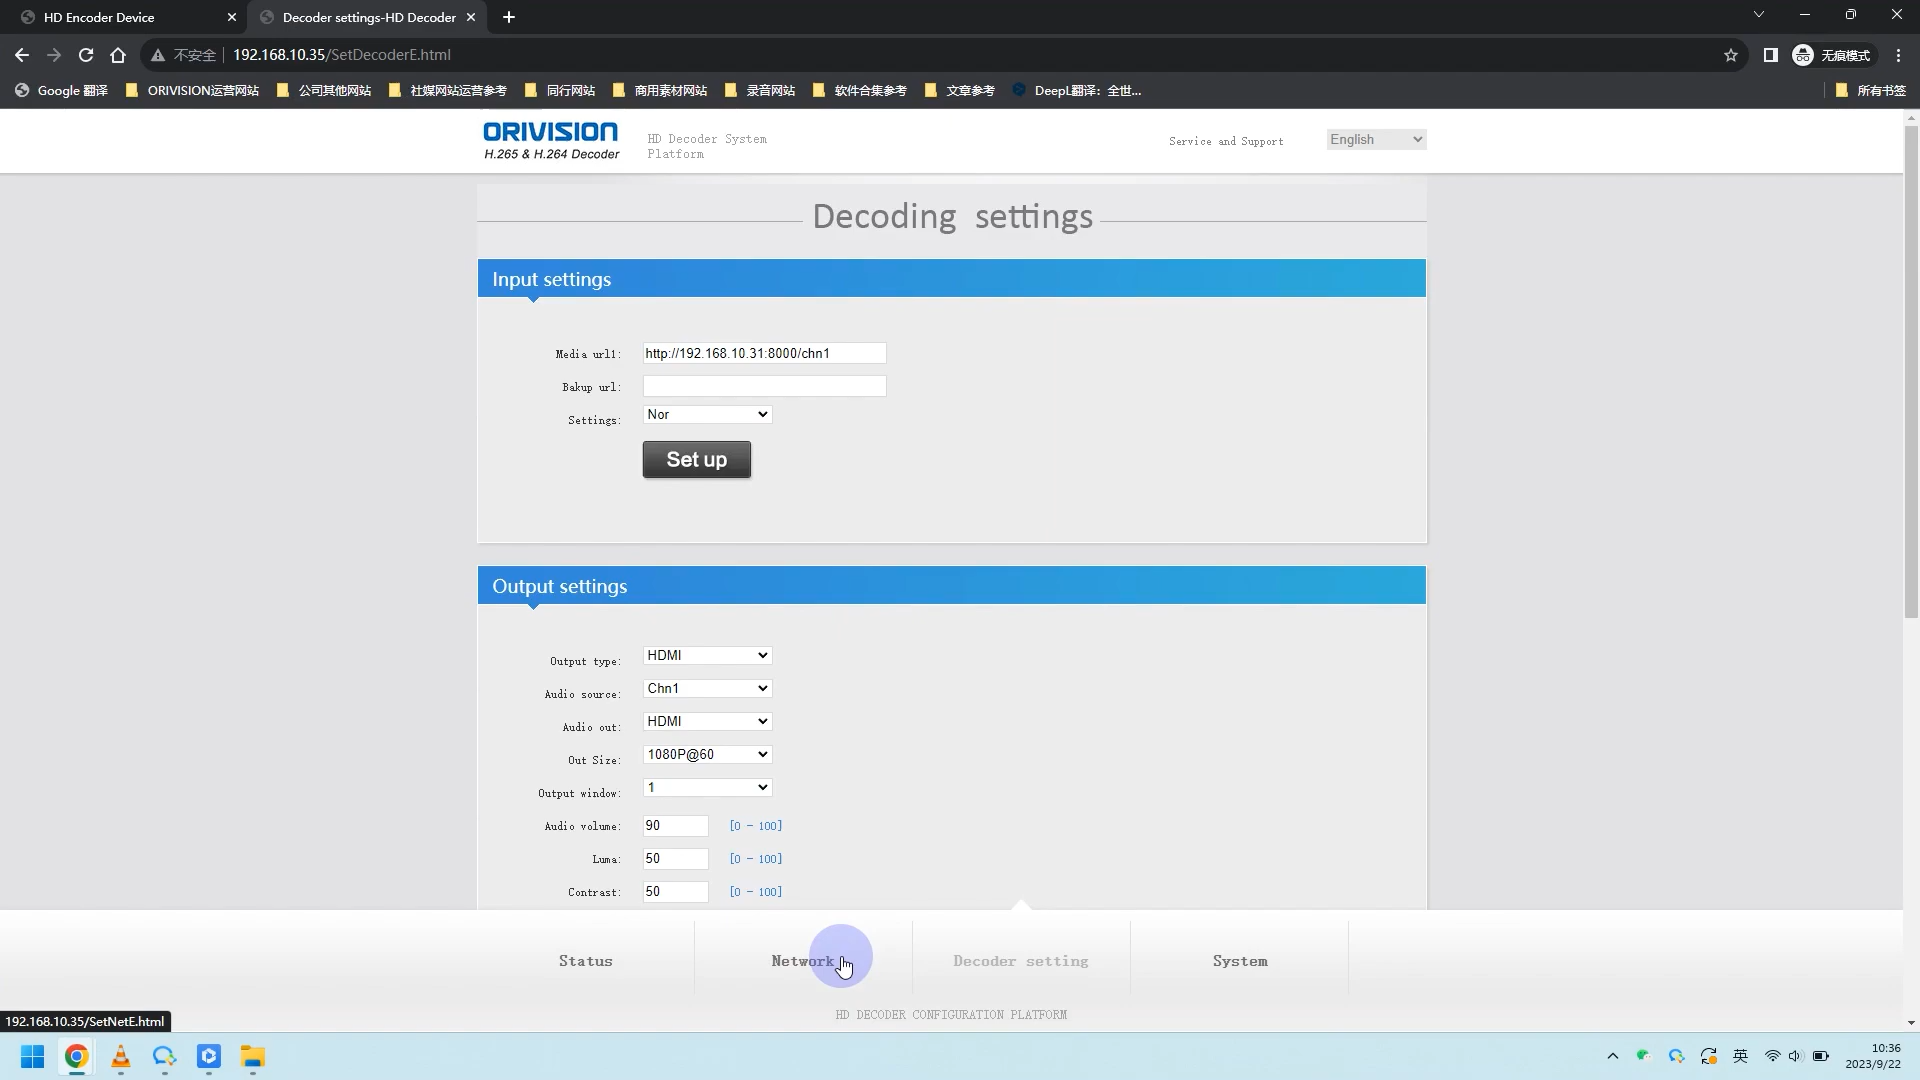 HD Encoder Device
Decoder settings-HD Decoder
不安全
192.168.10.35/SetDecoderE.html
无痕模式
Google 翻译
ORIVISION运营网站
公司其他网站
社媒网站运营参考
同行网站
商用素材网站
录音网站
软件合集参考
文章参考
DeepL翻译：全世...
所有书签
ORIVISION
H.265 & H.264 Decoder
HD Decoder System
Platform
Service and Support
English
Decoding settings
Input settings
Media url1: http://192.168.10.31:8000/chn1
Bakup url:
Settings: Nor
Set up
Output settings
Output type: HDMI
Audio source: Chn1
Audio out: HDMI
Out Size: 1080P@60
Output window: 1
Audio volume: 90 [0 - 100]
Luma: 50 [0 - 100]
Contrast: 50 [0 - 100]
Status
Network
Decoder setting
System
HD DECODER CONFIGURATION PLATFORM
192.168.10.35/SetNetE.html
英
10:36
2023/9/22